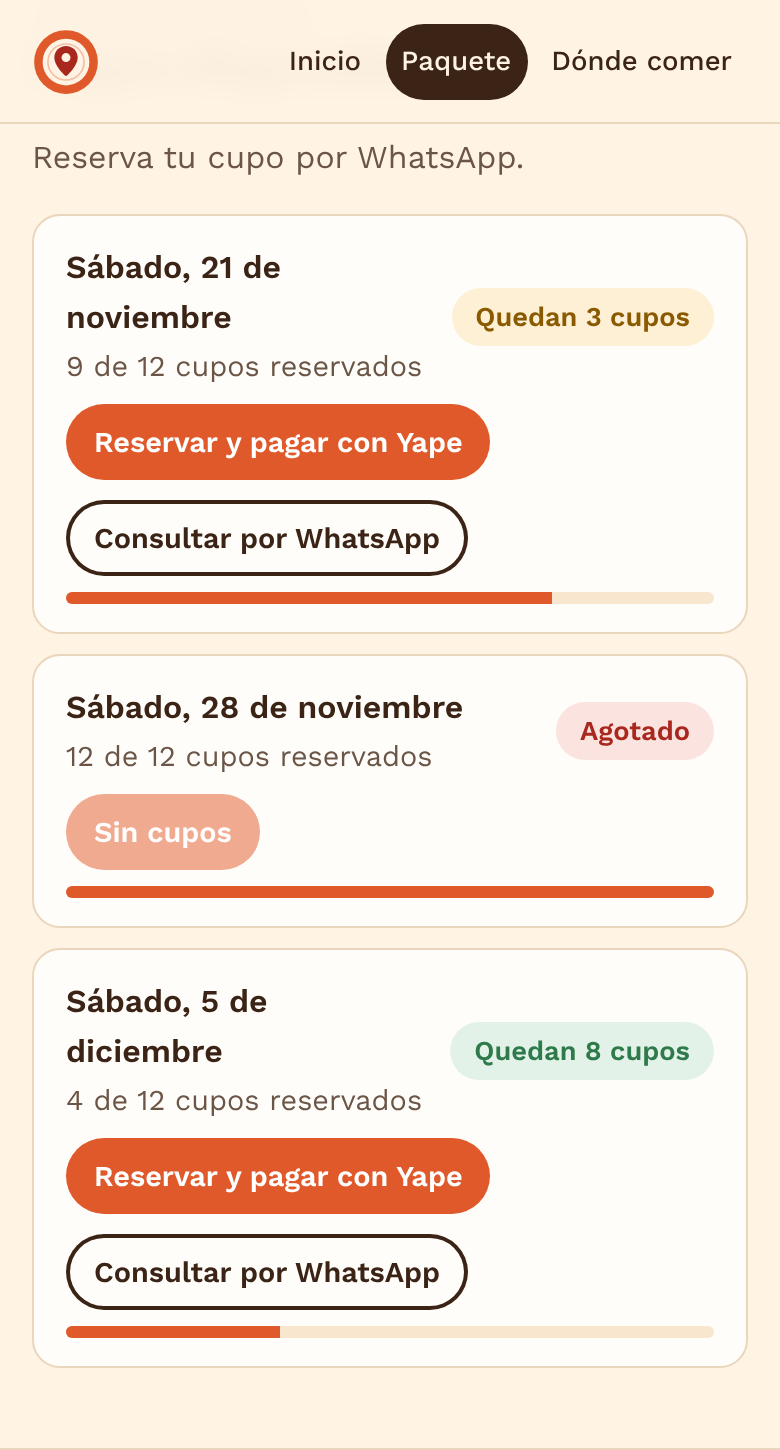 Inicio Paquete Dónde comer
Reserva tu cupo por WhatsApp.
Sábado, 21 de
noviembre
Quedan 3 cupos
9 de 12 cupos reservados
Reservar y pagar con Yape
Consultar por WhatsApp
Sábado, 28 de noviembre
Agotado
12 de 12 cupos reservados
Sin cupos
Sábado, 5 de
diciembre
Quedan 8 cupos
4 de 12 cupos reservados
Reservar y pagar con Yape
Consultar por WhatsApp